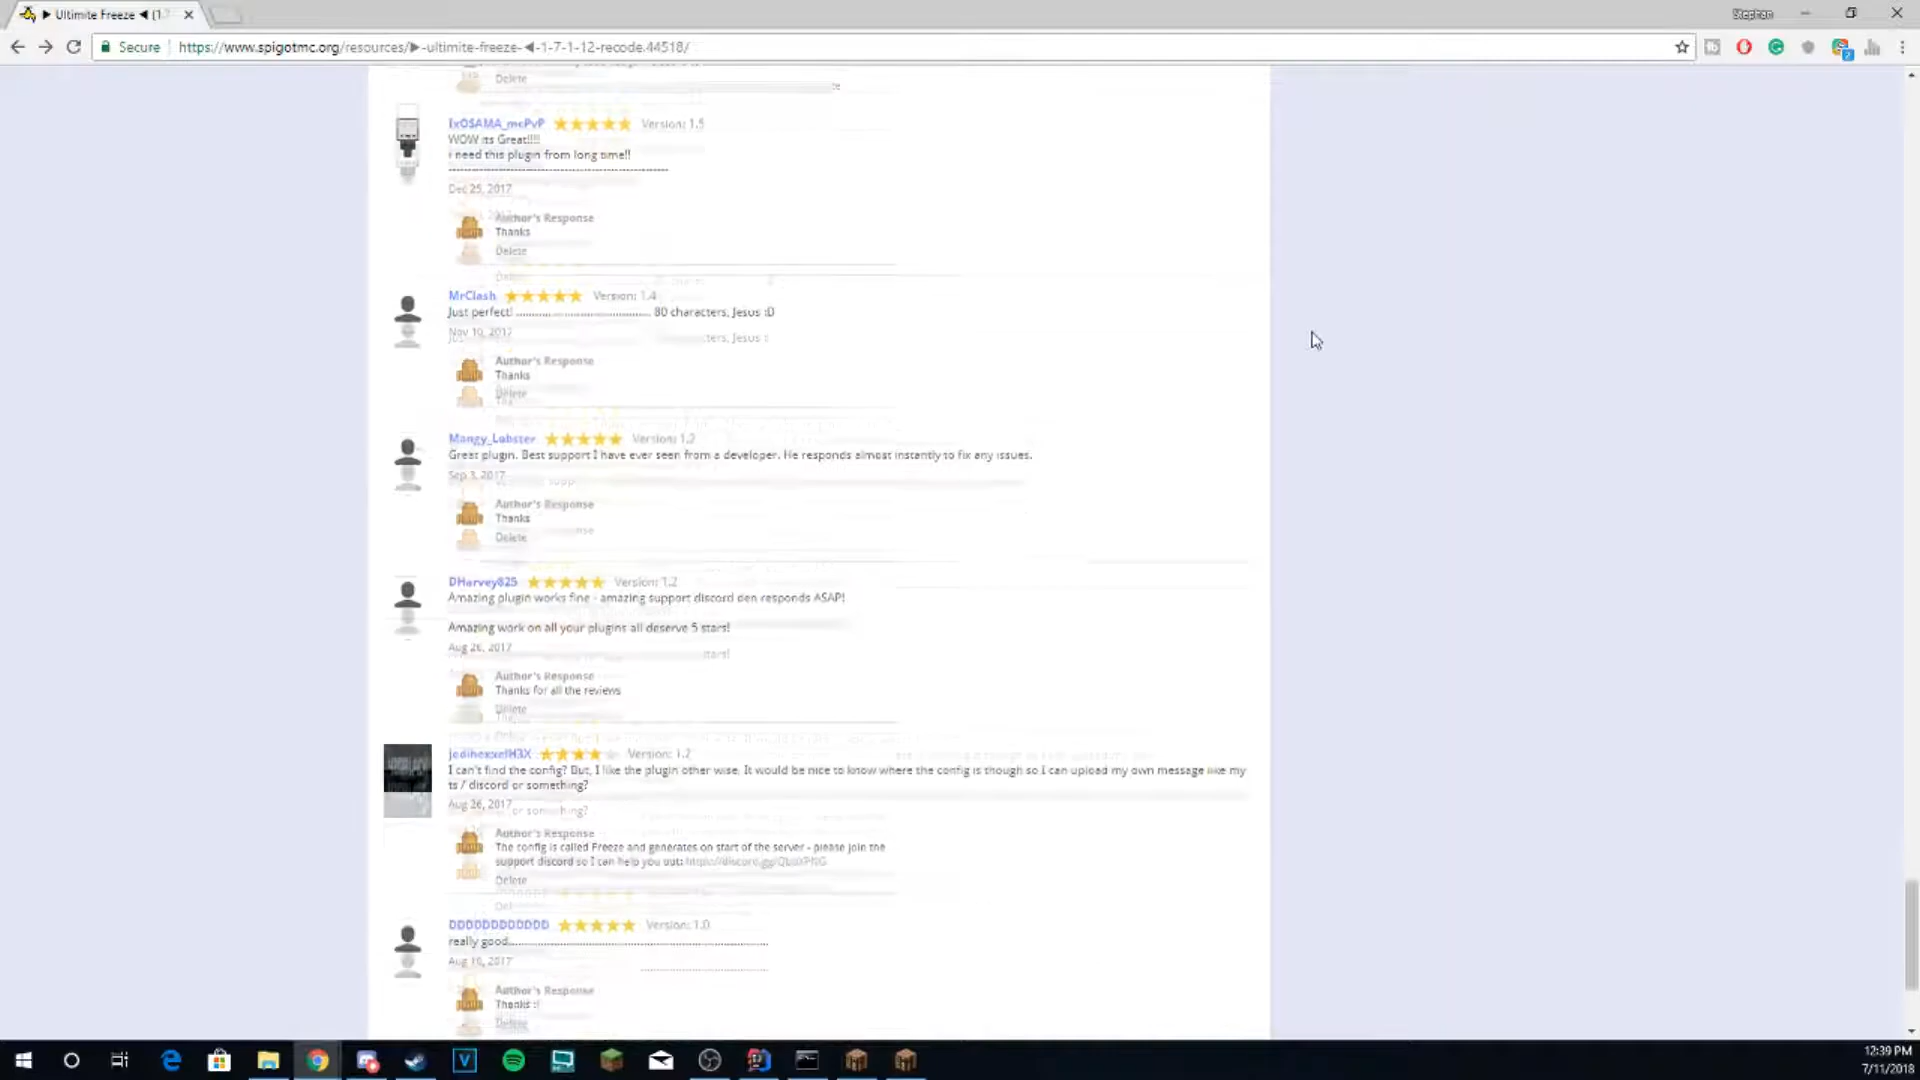 ▶ Ultimite Freeze ◀ (1.
Stephan
Secure
https://www.spigotmc.org/resources/▶-ultimite-freeze-◀-1-7-1-12-recode.44518/
Delete
IxOSAMA_mcPvP Version: 1.5
WOW its Great!!!!!
i need this plugin from long time!!
Dec 25, 2017
Author's Response
Thanks
Delete
MrClash Version: 1.4
Just perfect! ................................................ 80 characters, Jesus :D
Nov 10, 2017
Author's Response
Thanks
Delete
Mangy_Lobster Version: 1.2
Great plugin. Best support I have ever seen from a developer. He responds almost instantly to fix any issues.
Sep 3, 2017
Author's Response
Thanks
Delete
DHarvey825 Version: 1.2
Amazing plugin works fine - amazing support discord den responds ASAP!
Amazing work on all your plugins all deserve 5 stars!
Aug 26, 2017
Author's Response
Thanks for all the reviews
Delete
Version: 1.2
I can't find the config? But, I like the plugin other wise. It would be nice to know where the config is though so I can upload my own message like my
ts / discord or something?
Aug 26, 2017
Author's Response
The config is called Freeze and generates on start of the server - please join the
support discord so I can help you out:
Delete
DDDDDDDDDDDD Version: 1.0
really good................................................................
Aug 10, 2017
Author's Response
Thanks :)
Delete
12:39 PM
7/11/2018